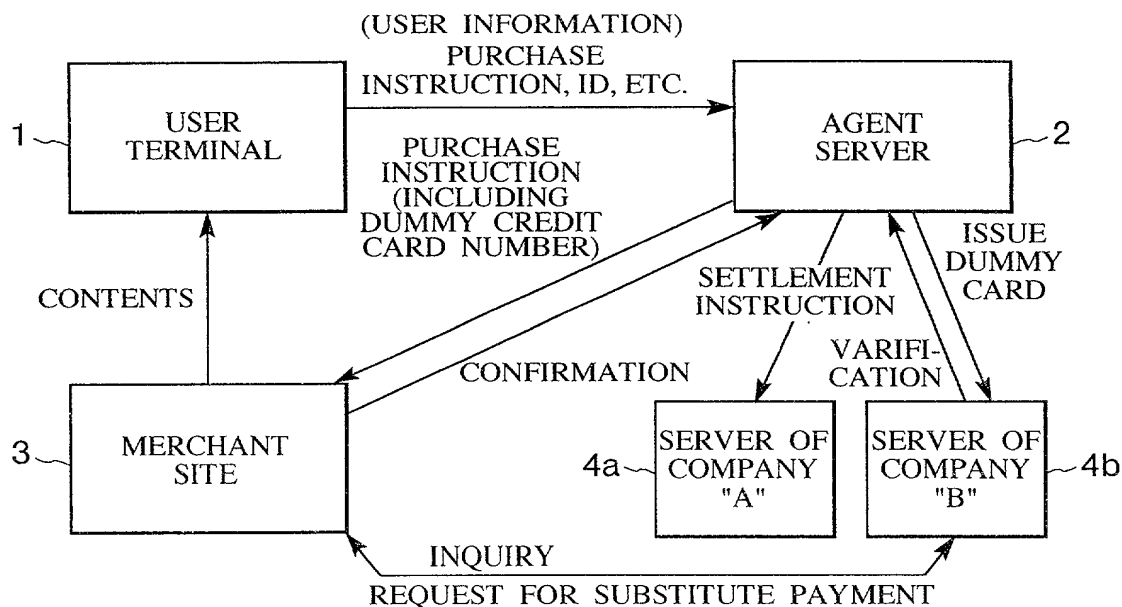 (USER INFORMATION)
PURCHASE
INSTRUCTION, ID, ETC.
1
USER
TERMINAL
AGENT
SERVER
2
PURCHASE
INSTRUCTION
(INCLUDING
DUMMY CREDIT
CARD NUMBER)
ISSUE
DUMMY
CARD
SETTLEMENT
INSTRUCTION
CONTENTS
CONFIRMATION
VARIFI-
CATION
3
MERCHANT
SITE
4a
SERVER OF
COMPANY
"A"
SERVER OF
COMPANY
"B"
4b
INQUIRY
REQUEST FOR SUBSTITUTE PAYMENT